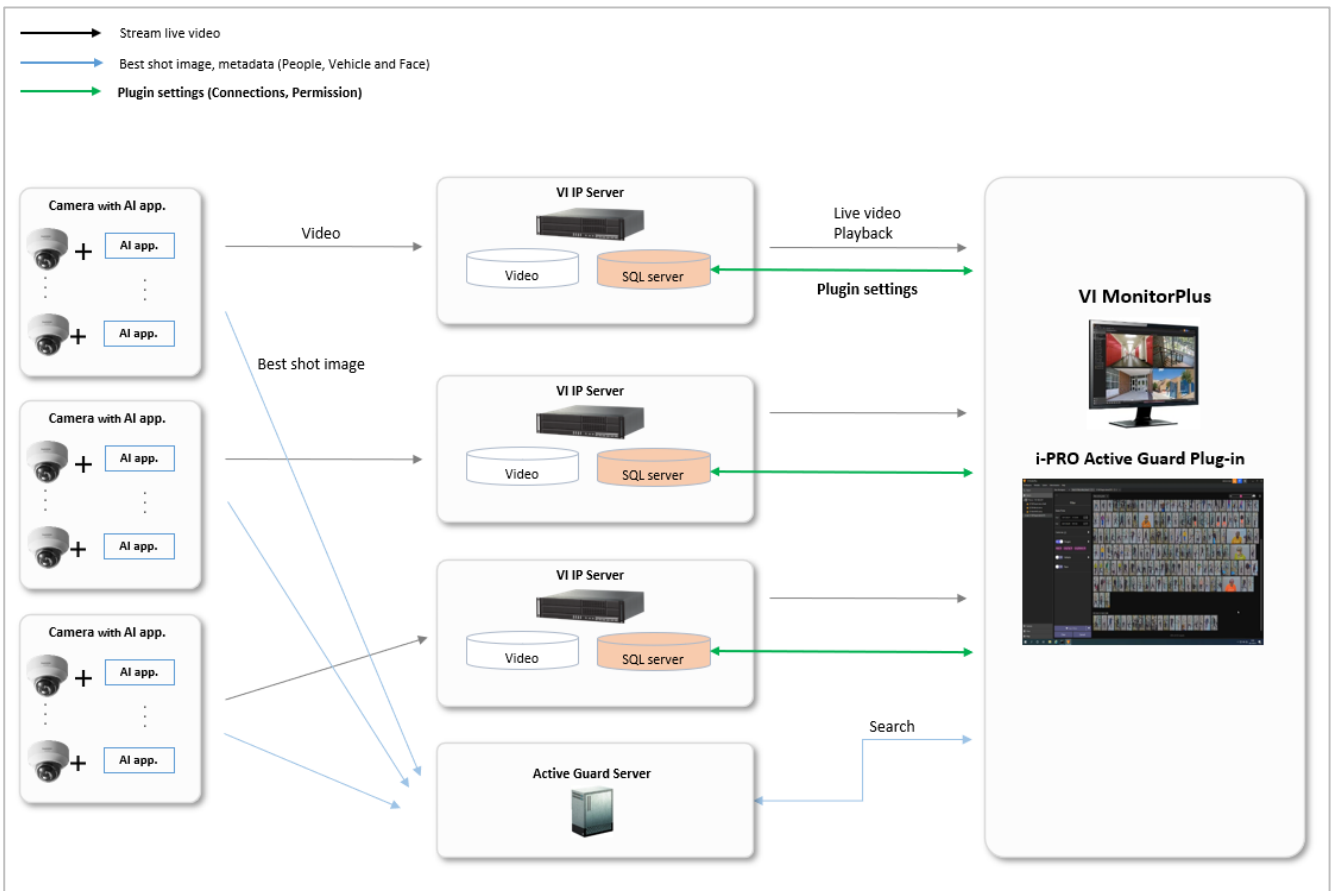 Stream live video
Best shot image, metadata (People, Vehicle and Face)
Plugin settings (Connections, Permission)
Camera with AI app.
AI app.
AI app.
Camera with AI app.
AI app.
AI app.
Camera with AI app.
AI app.
AI app.
Video
Best shot image
VI IP Server
Video
SQL server
VI IP Server
Video
SQL server
VI IP Server
Video
SQL server
Active Guard Server
Live video
Playback
Plugin settings
Search
VI MonitorPlus
i-PRO Active Guard Plug-in